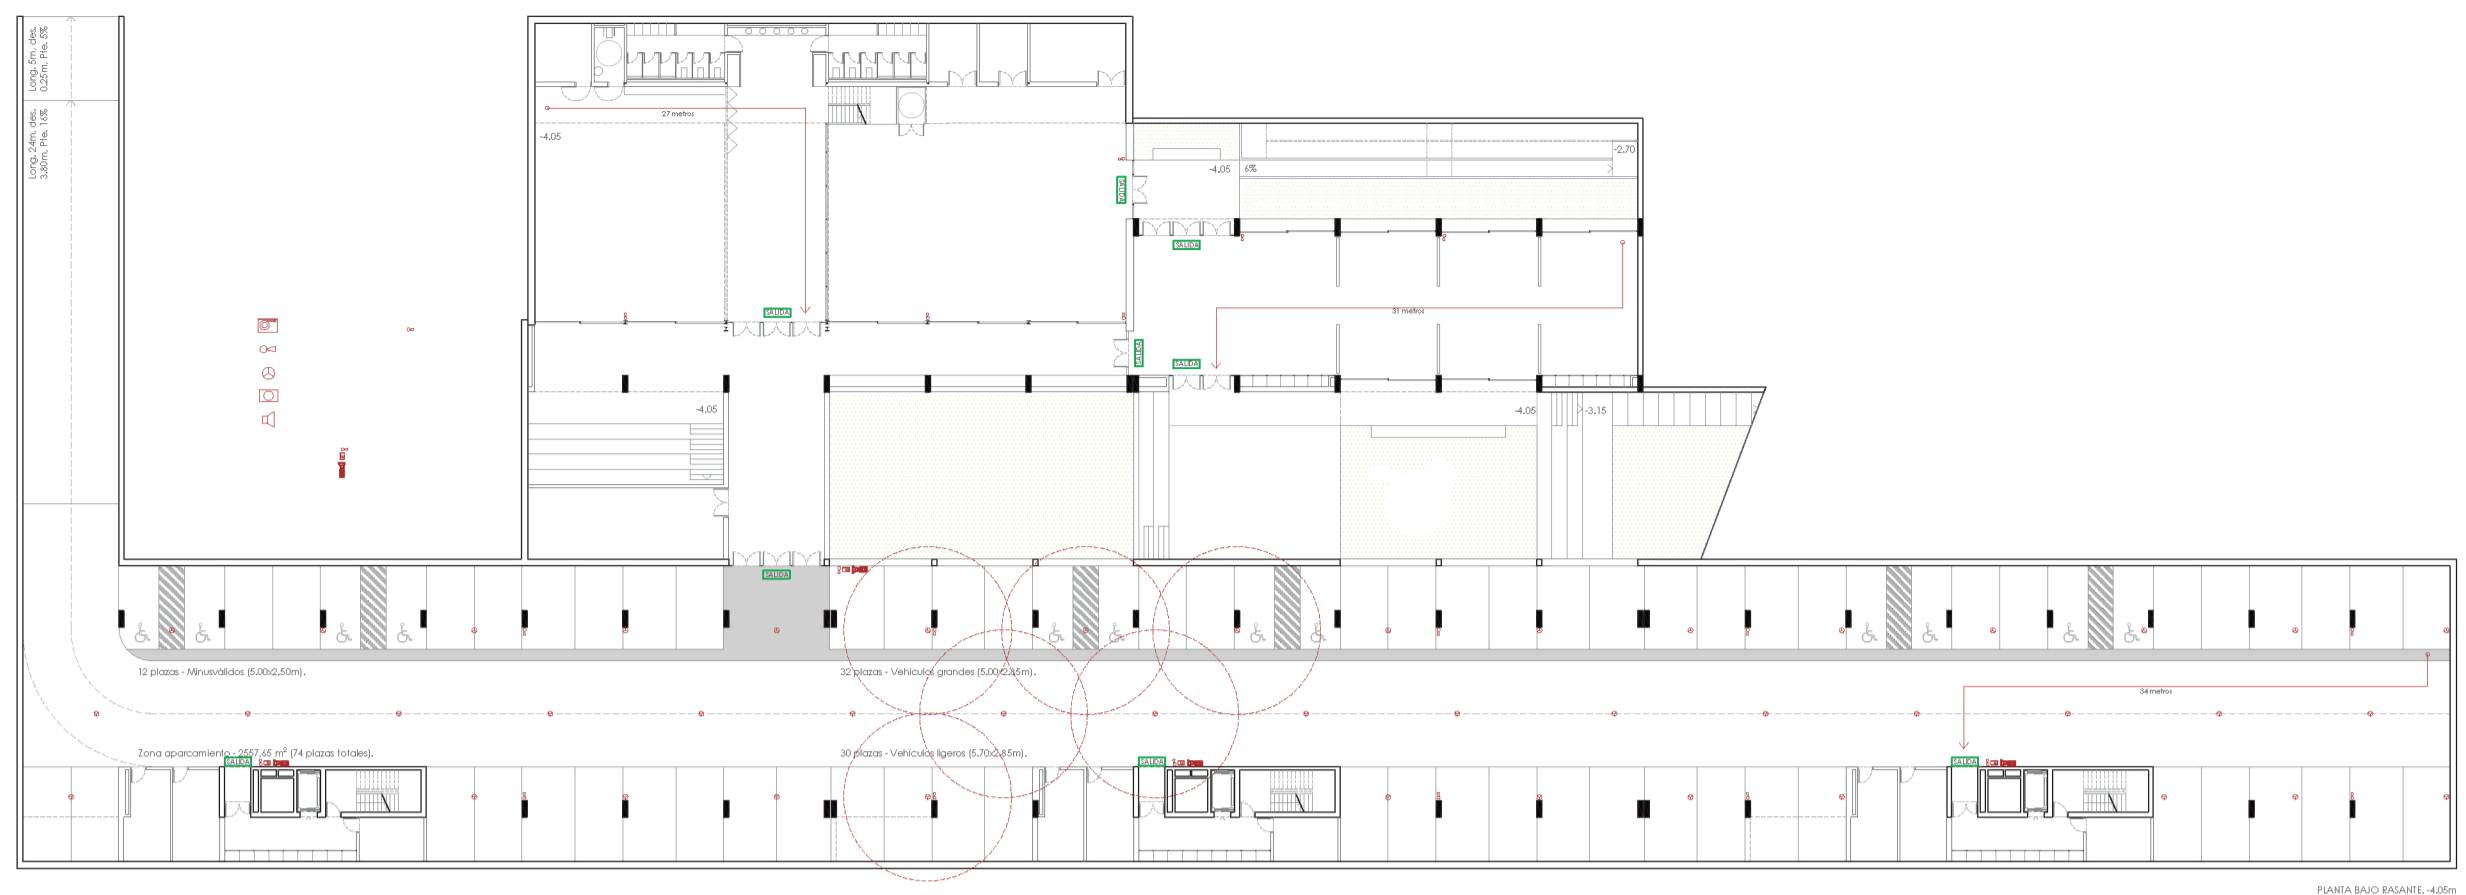 Long. 5m, des.
0.25m, Pte. 5%
Long. 24m, des.
3.80m, Pte. 16%
27 metros
-4.05
-2.70
-4.05
6%
SALIDA
SALIDA
SALIDA
31 metros
SALIDA
SALIDA
-4.05
-4.05
-3.15
SALIDA
12 plazas - Minusválidos (5.00x2.50m).
32 plazas - Vehículos grandes (5.00x2.85m).
34 metros
Zona aparcamiento - 2557.65 m² (74 plazas totales).
30 plazas - Vehículos ligeros (5.70x2.85m).
SALIDA
SALIDA
SALIDA
PLANTA BAJO RASANTE. -4.05m